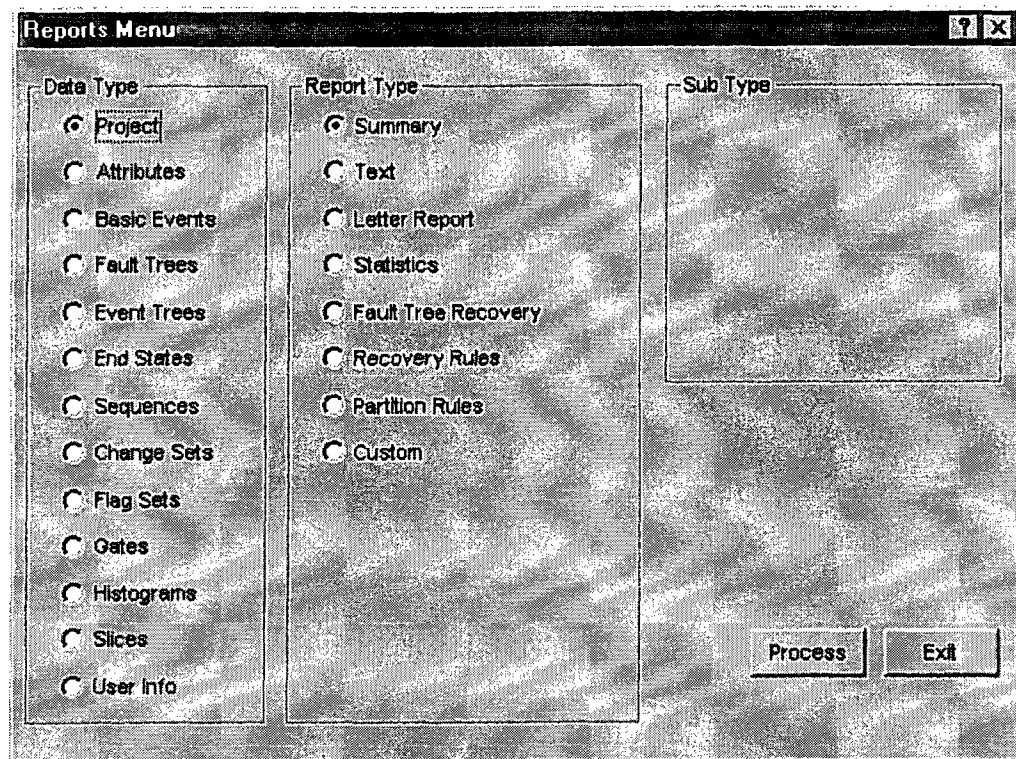 Reports Menu
Data Type
Project
Attributes
Basic Events
Fault Trees
Event Trees
End States
Sequences
Change Sets
Flag Sets
Gates
Histograms
Slices
User Info
Report Type
Summary
Text
Letter Report
Statistics
Fault Tree Recovery
Recovery Rules
Partition Rules
Custom
Sub Type
Process
Exit